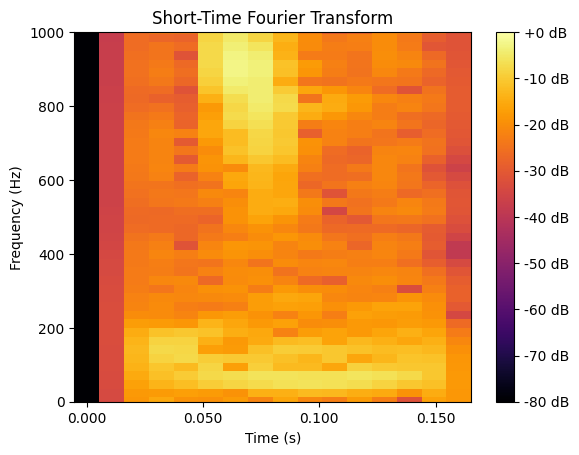 Short-Time Fourier Transform
1000
800
600
400
200
0
Frequency (Hz)
0.000
0.050
0.100
0.150
Time (s)
+0 dB
-10 dB
-20 dB
-30 dB
-40 dB
-50 dB
-60 dB
-70 dB
-80 dB